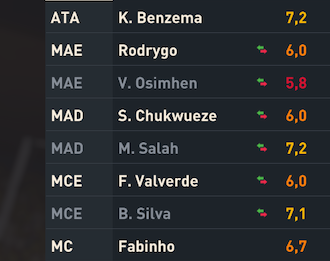 ATA K. Benzema 7,2
MAE Rodrygo 6,0
MAE V. Osimhen 5,8
MAD S. Chukwueze 6,0
MAD M. Salah 7,2
MCE F. Valverde 6,0
MCE B. Silva 7,1
MC Fabinho 6,7